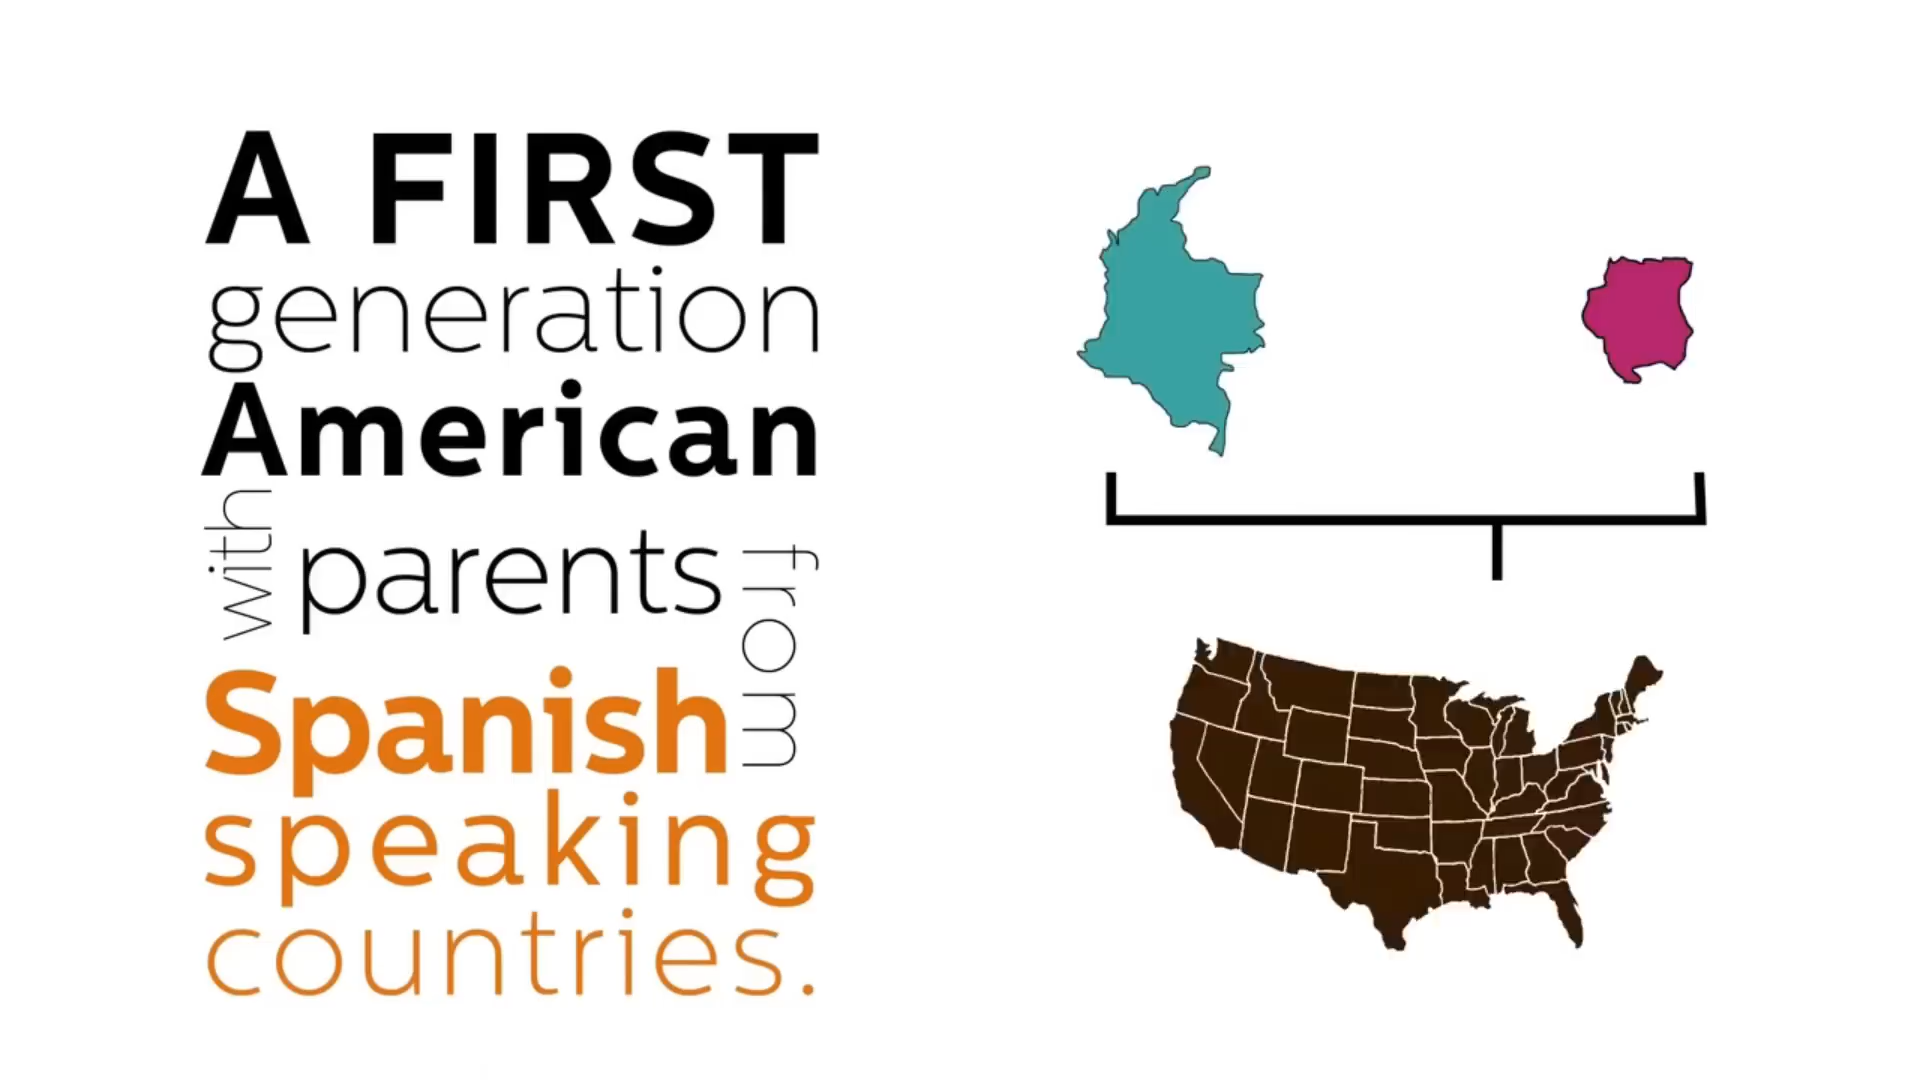 A FIRST
generation
American
with
parents
from
Spanish
speaking
countries.